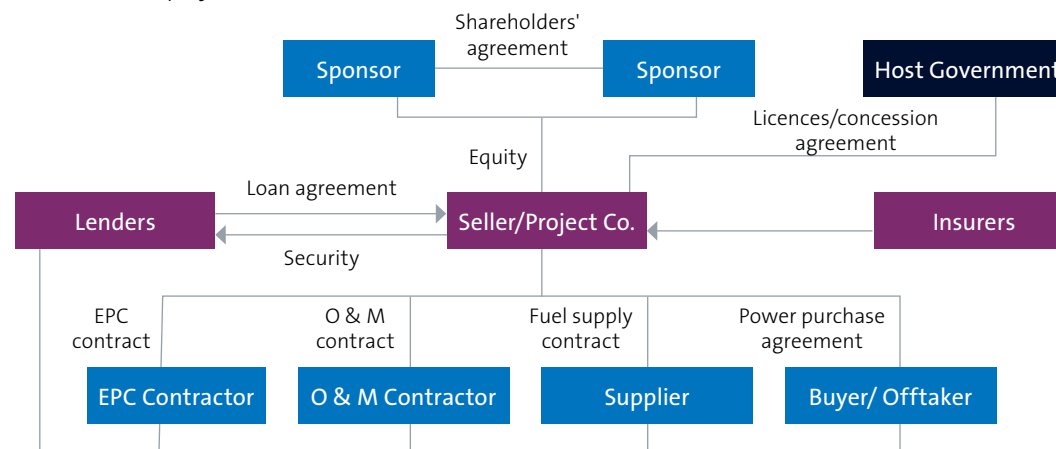 Shareholders'
agreement
Sponsor
Sponsor
Host Government
Licences/concession
agreement
Equity
Loan agreement
Lenders
Seller/Project Co.
Insurers
Security
EPC
contract
O & M
contract
Fuel supply
contract
Power purchase
agreement
EPC Contractor
O & M Contractor
Supplier
Buyer/ Offtaker